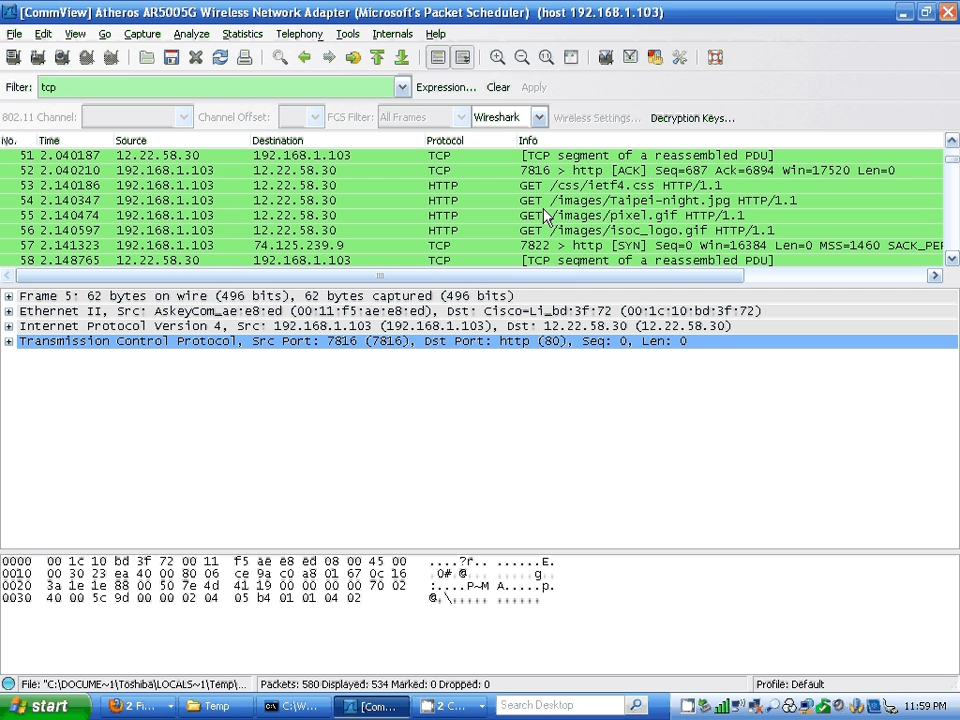 [CommView] Atheros AR5005G Wireless Network Adapter (Microsoft's Packet Scheduler) (host 192.168.1.103)
File Edit View Go Capture Analyze Statistics Telephony Tools Internals Help
Filter: tcp Expression... Clear Apply
802.11 Channel: Channel Offset: FCS Filter: All Frames Wireshark Wireless Settings... Decryption Keys...
No. Time Source Destination Protocol Info
51 2.040187 12.22.58.30 192.168.1.103 TCP [TCP segment of a reassembled PDU]
52 2.040210 192.168.1.103 12.22.58.30 TCP 7816 > http [ACK] Seq=687 Ack=6894 Win=17520 Len=0
53 2.140186 192.168.1.103 12.22.58.30 HTTP GET /css/ietf4.css HTTP/1.1
54 2.140347 192.168.1.103 12.22.58.30 HTTP GET /images/Taipei-night.jpg HTTP/1.1
55 2.140474 192.168.1.103 12.22.58.30 HTTP GET /images/pixel.gif HTTP/1.1
56 2.140597 192.168.1.103 12.22.58.30 HTTP GET /images/isoc_logo.gif HTTP/1.1
57 2.141323 192.168.1.103 74.125.239.9 TCP 7822 > http [SYN] Seq=0 Win=16384 Len=0 MSS=1460 SACK_PER
58 2.148765 12.22.58.30 192.168.1.103 TCP [TCP segment of a reassembled PDU]
Frame 5: 62 bytes on wire (496 bits), 62 bytes captured (496 bits)
Ethernet II, Src: AskeyCom_ae:e8:ed (00:11:f5:ae:e8:ed), Dst: Cisco-Li_bd:3f:72 (00:1c:10:bd:3f:72)
Internet Protocol Version 4, Src: 192.168.1.103 (192.168.1.103), Dst: 12.22.58.30 (12.22.58.30)
Transmission Control Protocol, Src Port: 7816 (7816), Dst Port: http (80), Seq: 0, Len: 0
0000 00 1c 10 bd 3f 72 00 11 f5 ae e8 ed 08 00 45 00 ....?r.. ......E.
0010 00 30 23 ea 40 00 80 06 ce 9a c0 a8 01 67 0c 16 .0#.@... .....g..
0020 3a 1e 1e 88 00 50 7e 4d 41 19 00 00 00 00 70 02 :....P~M A.....p.
0030 40 00 5c 9d 00 00 02 04 05 b4 01 01 04 02 @.\..... ......
File: "C:\DOCUME~1\Toshiba\LOCALS~1\Temp\... Packets: 580 Displayed: 534 Marked: 0 Dropped: 0 Profile: Default
start 2 Fi... Temp C:\W... [Com... 2 C... Search Desktop 11:59 PM